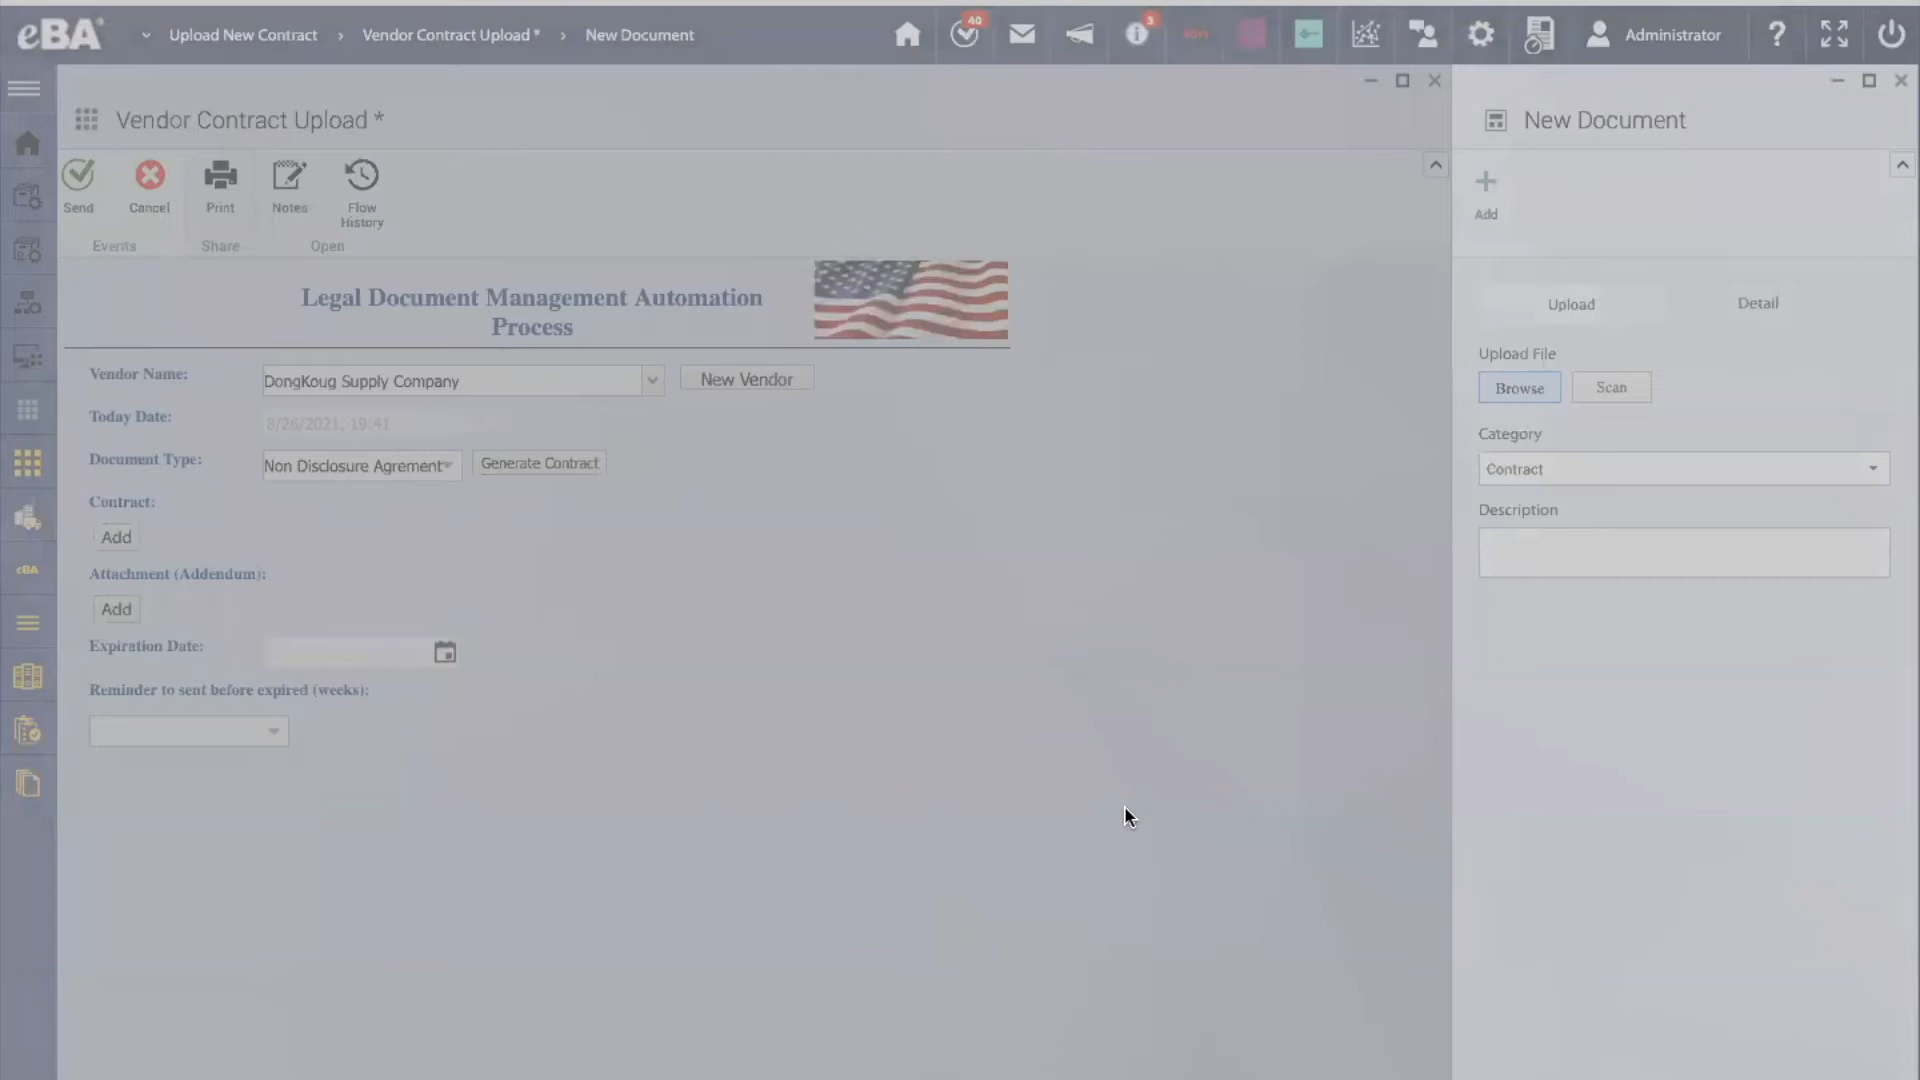 eBA
Upload New Contract > Vendor Contract Upload * > New Document
40
3
Administrator
?
Vendor Contract Upload *
New Document
Send
Cancel
Print
Notes
Flow
History
Events
Share
Open
Add
Legal Document Management Automation
Process
Upload
Detail
Vendor Name:
DongKoug Supply Company
New Vendor
Today Date:
8/26/2021, 19:41
Document Type:
Non Disclosure Agrement
Generate Contract
Contract:
Add
Attachment (Addendum):
Add
Expiration Date:
Reminder to sent before expired (weeks):
Upload File
Browse
Scan
Category
Contract
Description
eBA